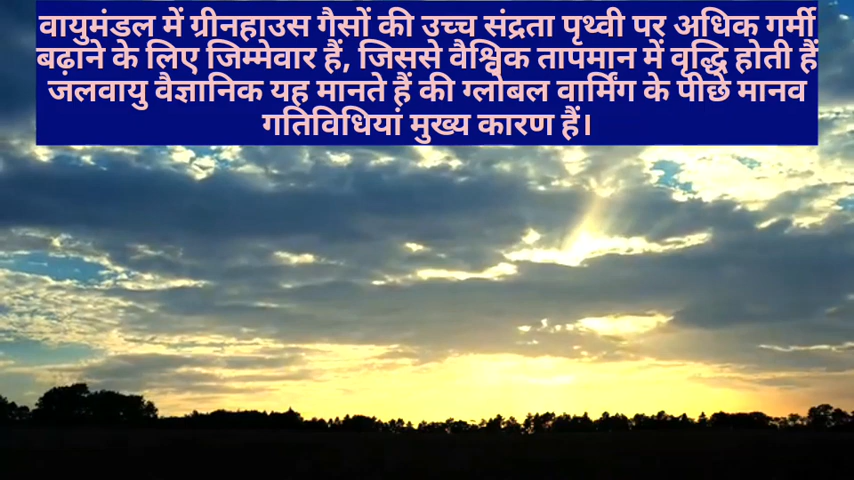 वायुमंडल में ग्रीनहाउस गैसों की उच्च संद्रता पृथ्वी पर अधिक गर्मी
बढ़ाने के लिए जिम्मेवार हैं, जिससे वैश्विक तापमान में वृद्धि होती हैं
जलवायु वैज्ञानिक यह मानते हैं की ग्लोबल वार्मिंग के पीछे मानव
गतिविधियां मुख्य कारण हैं।